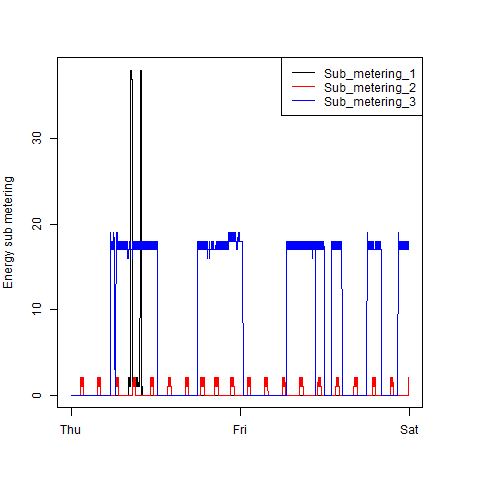 Sub_metering_1
Sub_metering_2
Sub_metering_3
Energy sub metering
30
20
10
0
Thu Fri Sat